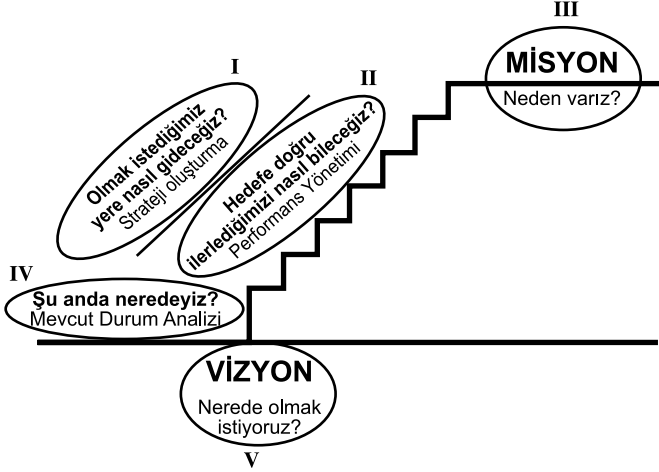 III
MİSYON
Neden varız?
I
Olmak istediğimiz
yere nasıl gideceğiz?
Strateji oluşturma
II
Hedefe doğru
ilerlediğimizi nasıl bileceğiz?
Performans Yönetimi
IV
Şu anda neredeyiz?
Mevcut Durum Analizi
VİZYON
Nerede olmak
istiyoruz?
V